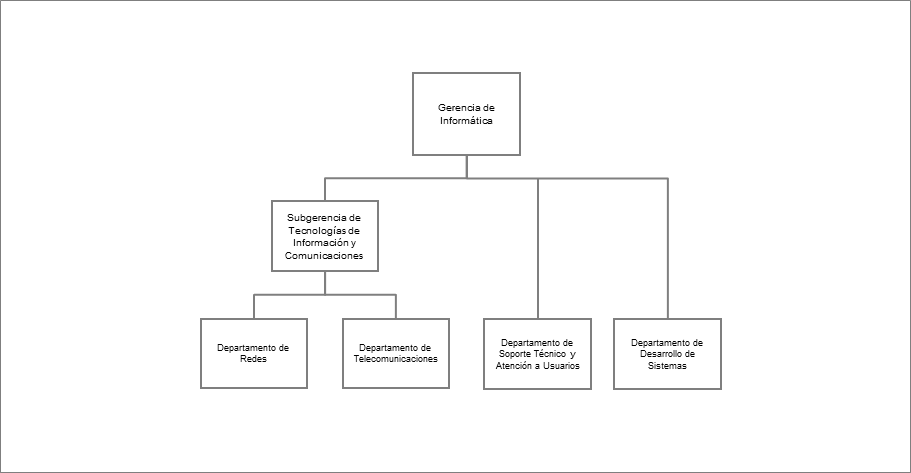 Gerencia de
Informática
Subgerencia de
Tecnologías de
Información y
Comunicaciones
Departamento de
Redes
Departamento de
Telecomunicaciones
Departamento de
Soporte Técnico y
Atención a Usuarios
Departamento de
Desarrollo de
Sistemas